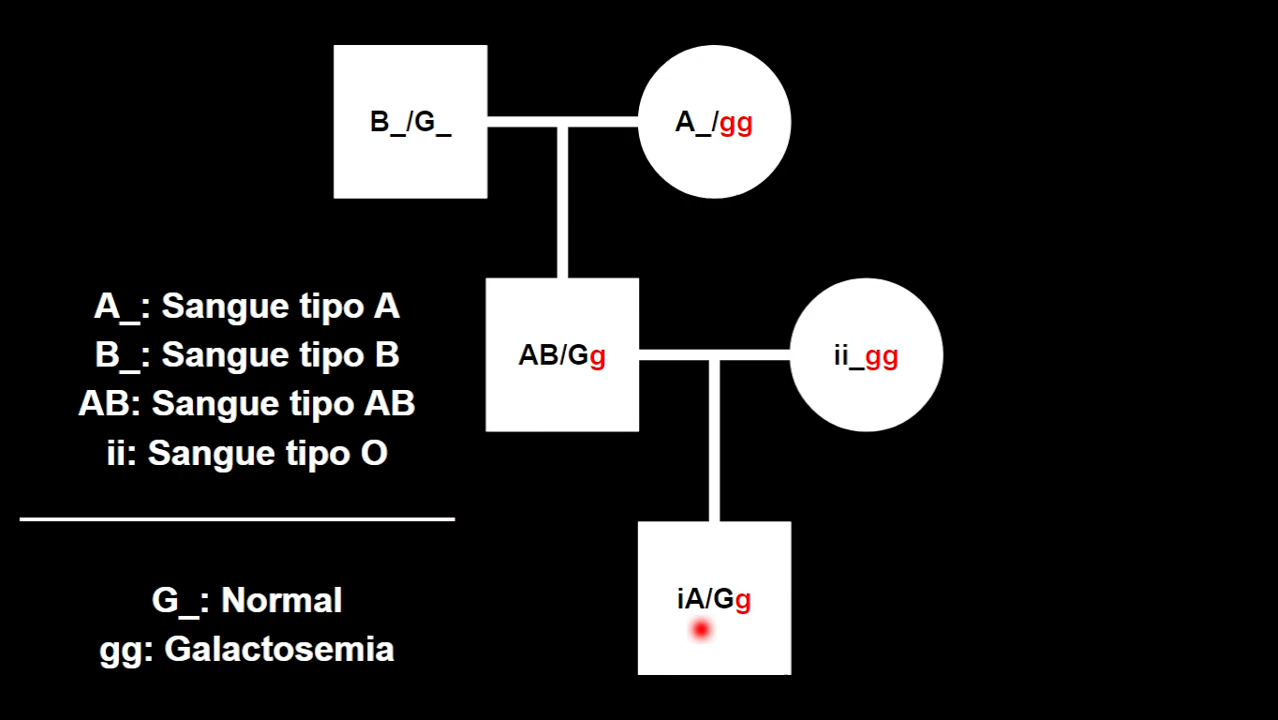 B_/G_
A_/gg
A_: Sangue tipo A
B_: Sangue tipo B
AB: Sangue tipo AB
ii: Sangue tipo O
AB/Gg
ii_gg
G_: Normal
gg: Galactosemia
iA/Gg